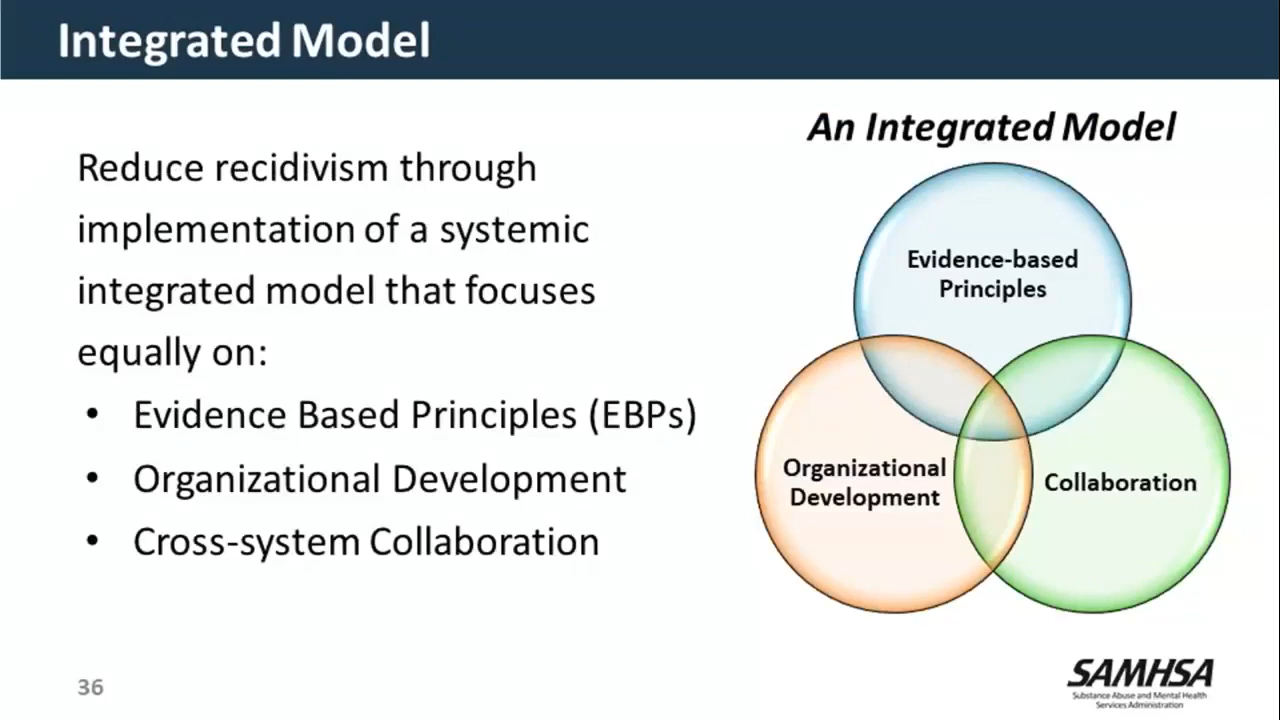 Integrated Model
Reduce recidivism through
implementation of a systemic
integrated model that focuses
equally on:
• Evidence Based Principles (EBPs)
• Organizational Development
• Cross-system Collaboration
An Integrated Model
Evidence-based
Principles
Organizational
Development
Collaboration
36
SAMHSA
Substance Abuse and Mental Health
Services Administration